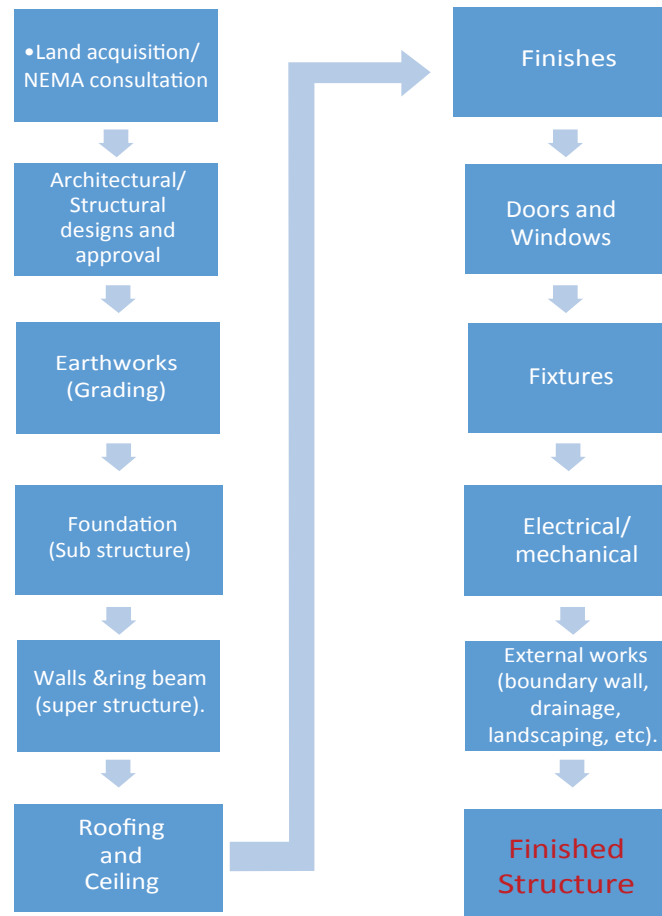 •Land acquisition/
NEMA consultation
Architectural/
Structural
designs and
approval
Earthworks
(Grading)
Foundation
(Sub structure)
Walls &ring beam
(super structure).
Roofing
and
Ceiling
Finishes
Doors and
Windows
Fixtures
Electrical/
mechanical
External works
(boundary wall,
drainage,
landscaping, etc).
Finished
Structure